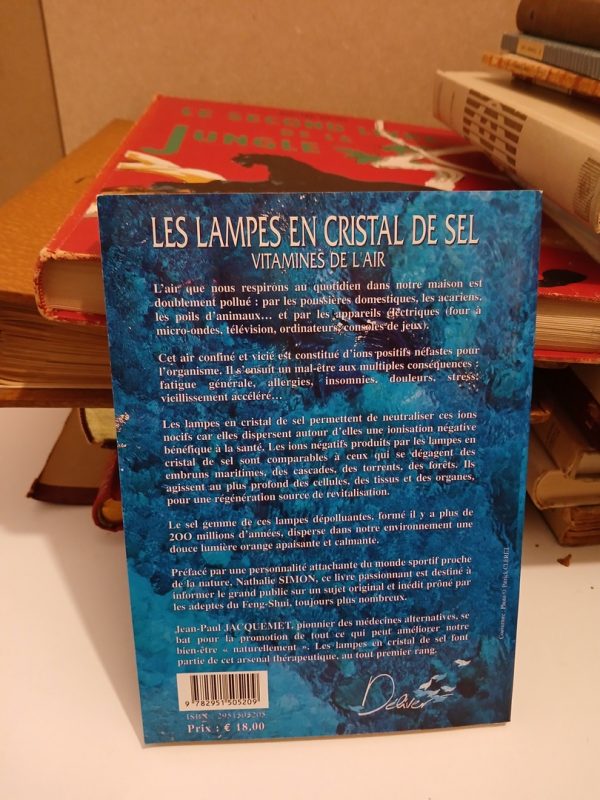 LE SECOND
DE LA
JUNGLE
LES LAMPES EN CRISTAL DE SEL
VITAMINES DE L'AIR
L'air que nous respirons au quotidien dans notre maison est
doublement pollué : par les poussières domestiques, les acariens,
les poils d'animaux... et par les appareils électriques (four à
micro-ondes, télévision, ordinateurs, consoles de jeux).
Cet air confiné et vicié est constitué d'ions positifs néfastes pour
l'organisme. Il s'ensuit un mal-être aux multiples conséquences :
fatigue générale, allergies, insomnies, douleurs, stress,
vieillissement accéléré...
Les lampes en cristal de sel permettent de neutraliser ces ions
nocifs car elles dispersent autour d'elles une ionisation négative
bénéfique à la santé. Les ions négatifs produits par les lampes en
cristal de sel sont comparables à ceux qui se dégagent des
embruns maritimes, des cascades, des torrents, des forêts. Ils
agissent au plus profond des cellules, des tissus et des organes,
pour une régénération source de revitalisation.
Le sel gemme de ces lampes dépolluantes, formé il y a plus de
200 millions d'années, disperse dans notre environnement une
douce lumière orange apaisante et calmante.
Préfacé par une personnalité attachante du monde sportif proche
de la nature, Nathalie SIMON, ce livre passionnant est destiné à
informer le grand public sur un sujet original et inédit prôné par
les adeptes du Feng-Shui, toujours plus nombreux.
Jean-Paul JACQUEMET, pionnier des médecines alternatives, se
bat pour la promotion de tout ce qui peut améliorer notre
bien-être « naturellement ». Les lampes en cristal de sel font
partie de cet arsenal thérapeutique, au tout premier rang.
9 782951 505209
ISBN : 2951505205
Prix : € 18,00